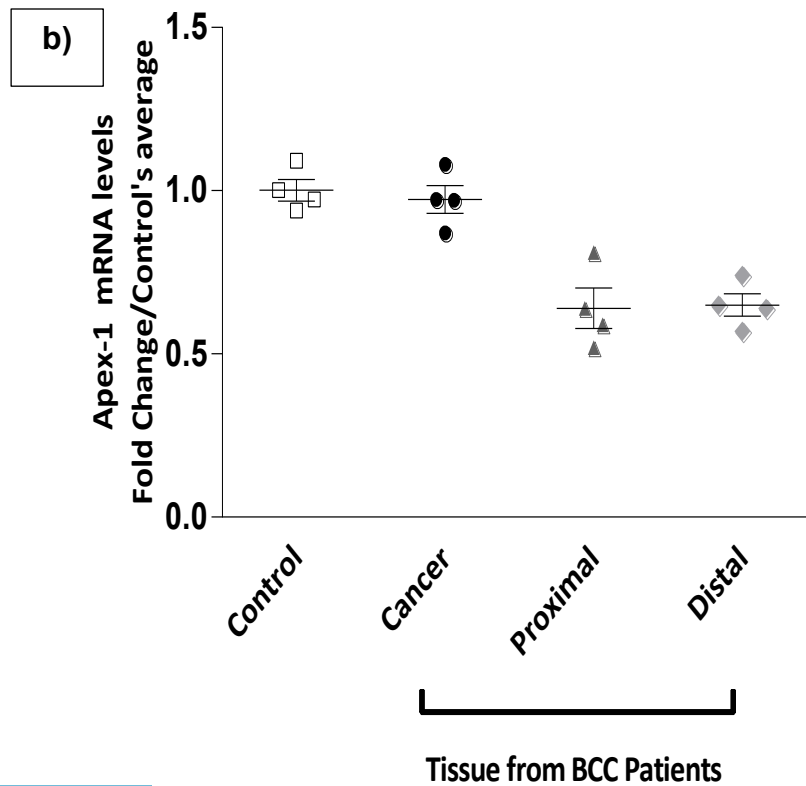 b)
Apex-1 mRNA levels
Fold Change/Control's average
1.5
1.0
0.5
0.0
Control
Cancer
Proximal
Distal
Tissue from BCC Patients